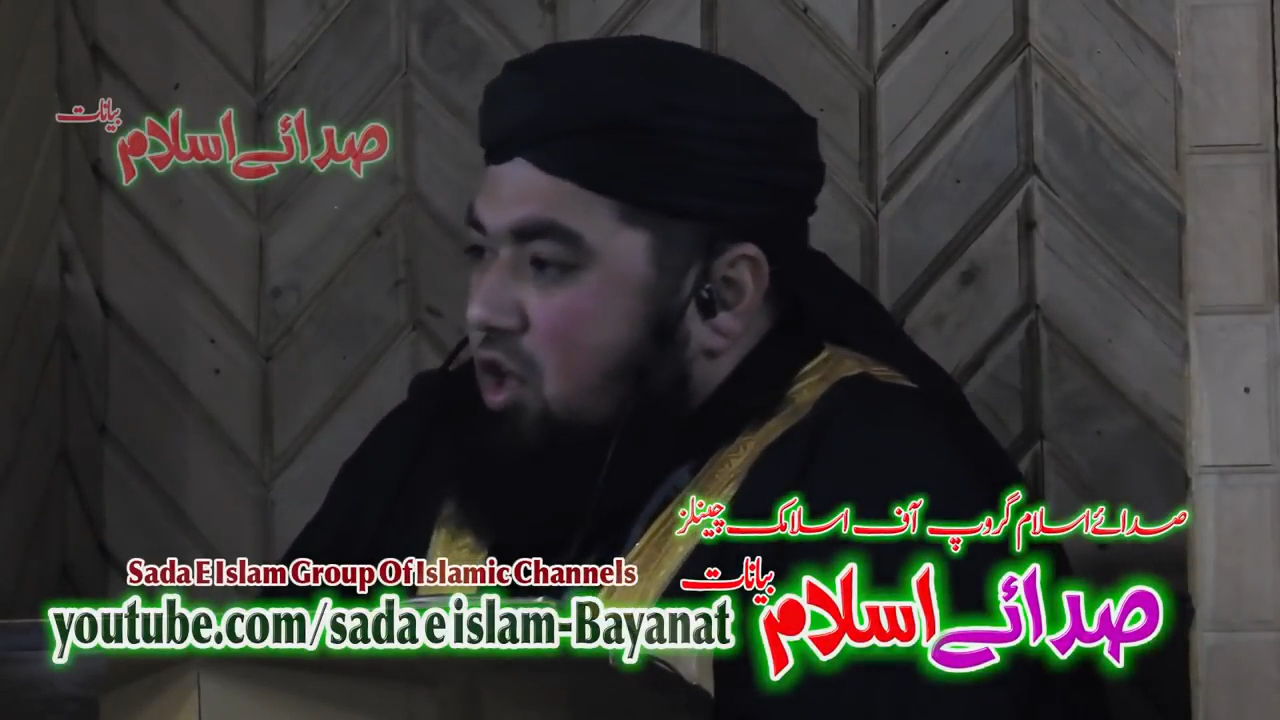 صدائے اسلام بیانات
صدائے اسلام گروپ آف اسلامک چینلز
Sada E Islam Group Of Islamic Channels
صدائے اسلام بیانات
youtube.com/sada e islam-Bayanat